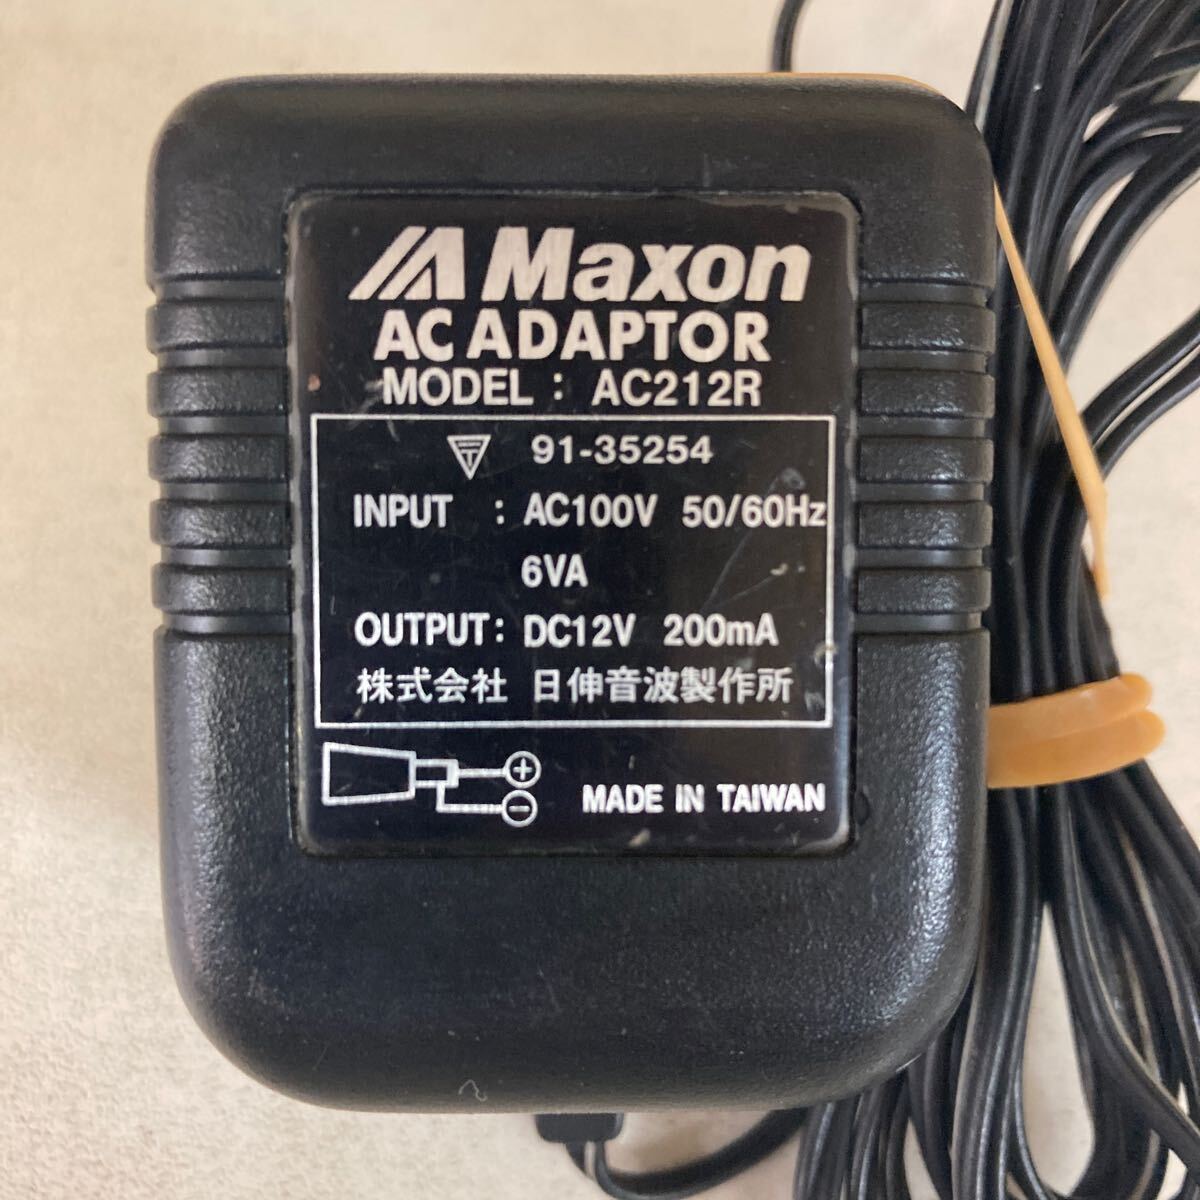 Maxon
AC ADAPTOR
MODEL : AC212R
91-35254
INPUT : AC100V 50/60Hz
6VA
OUTPUT: DC12V 200mA
株式会社 日伸音波製作所
+
−
MADE IN TAIWAN